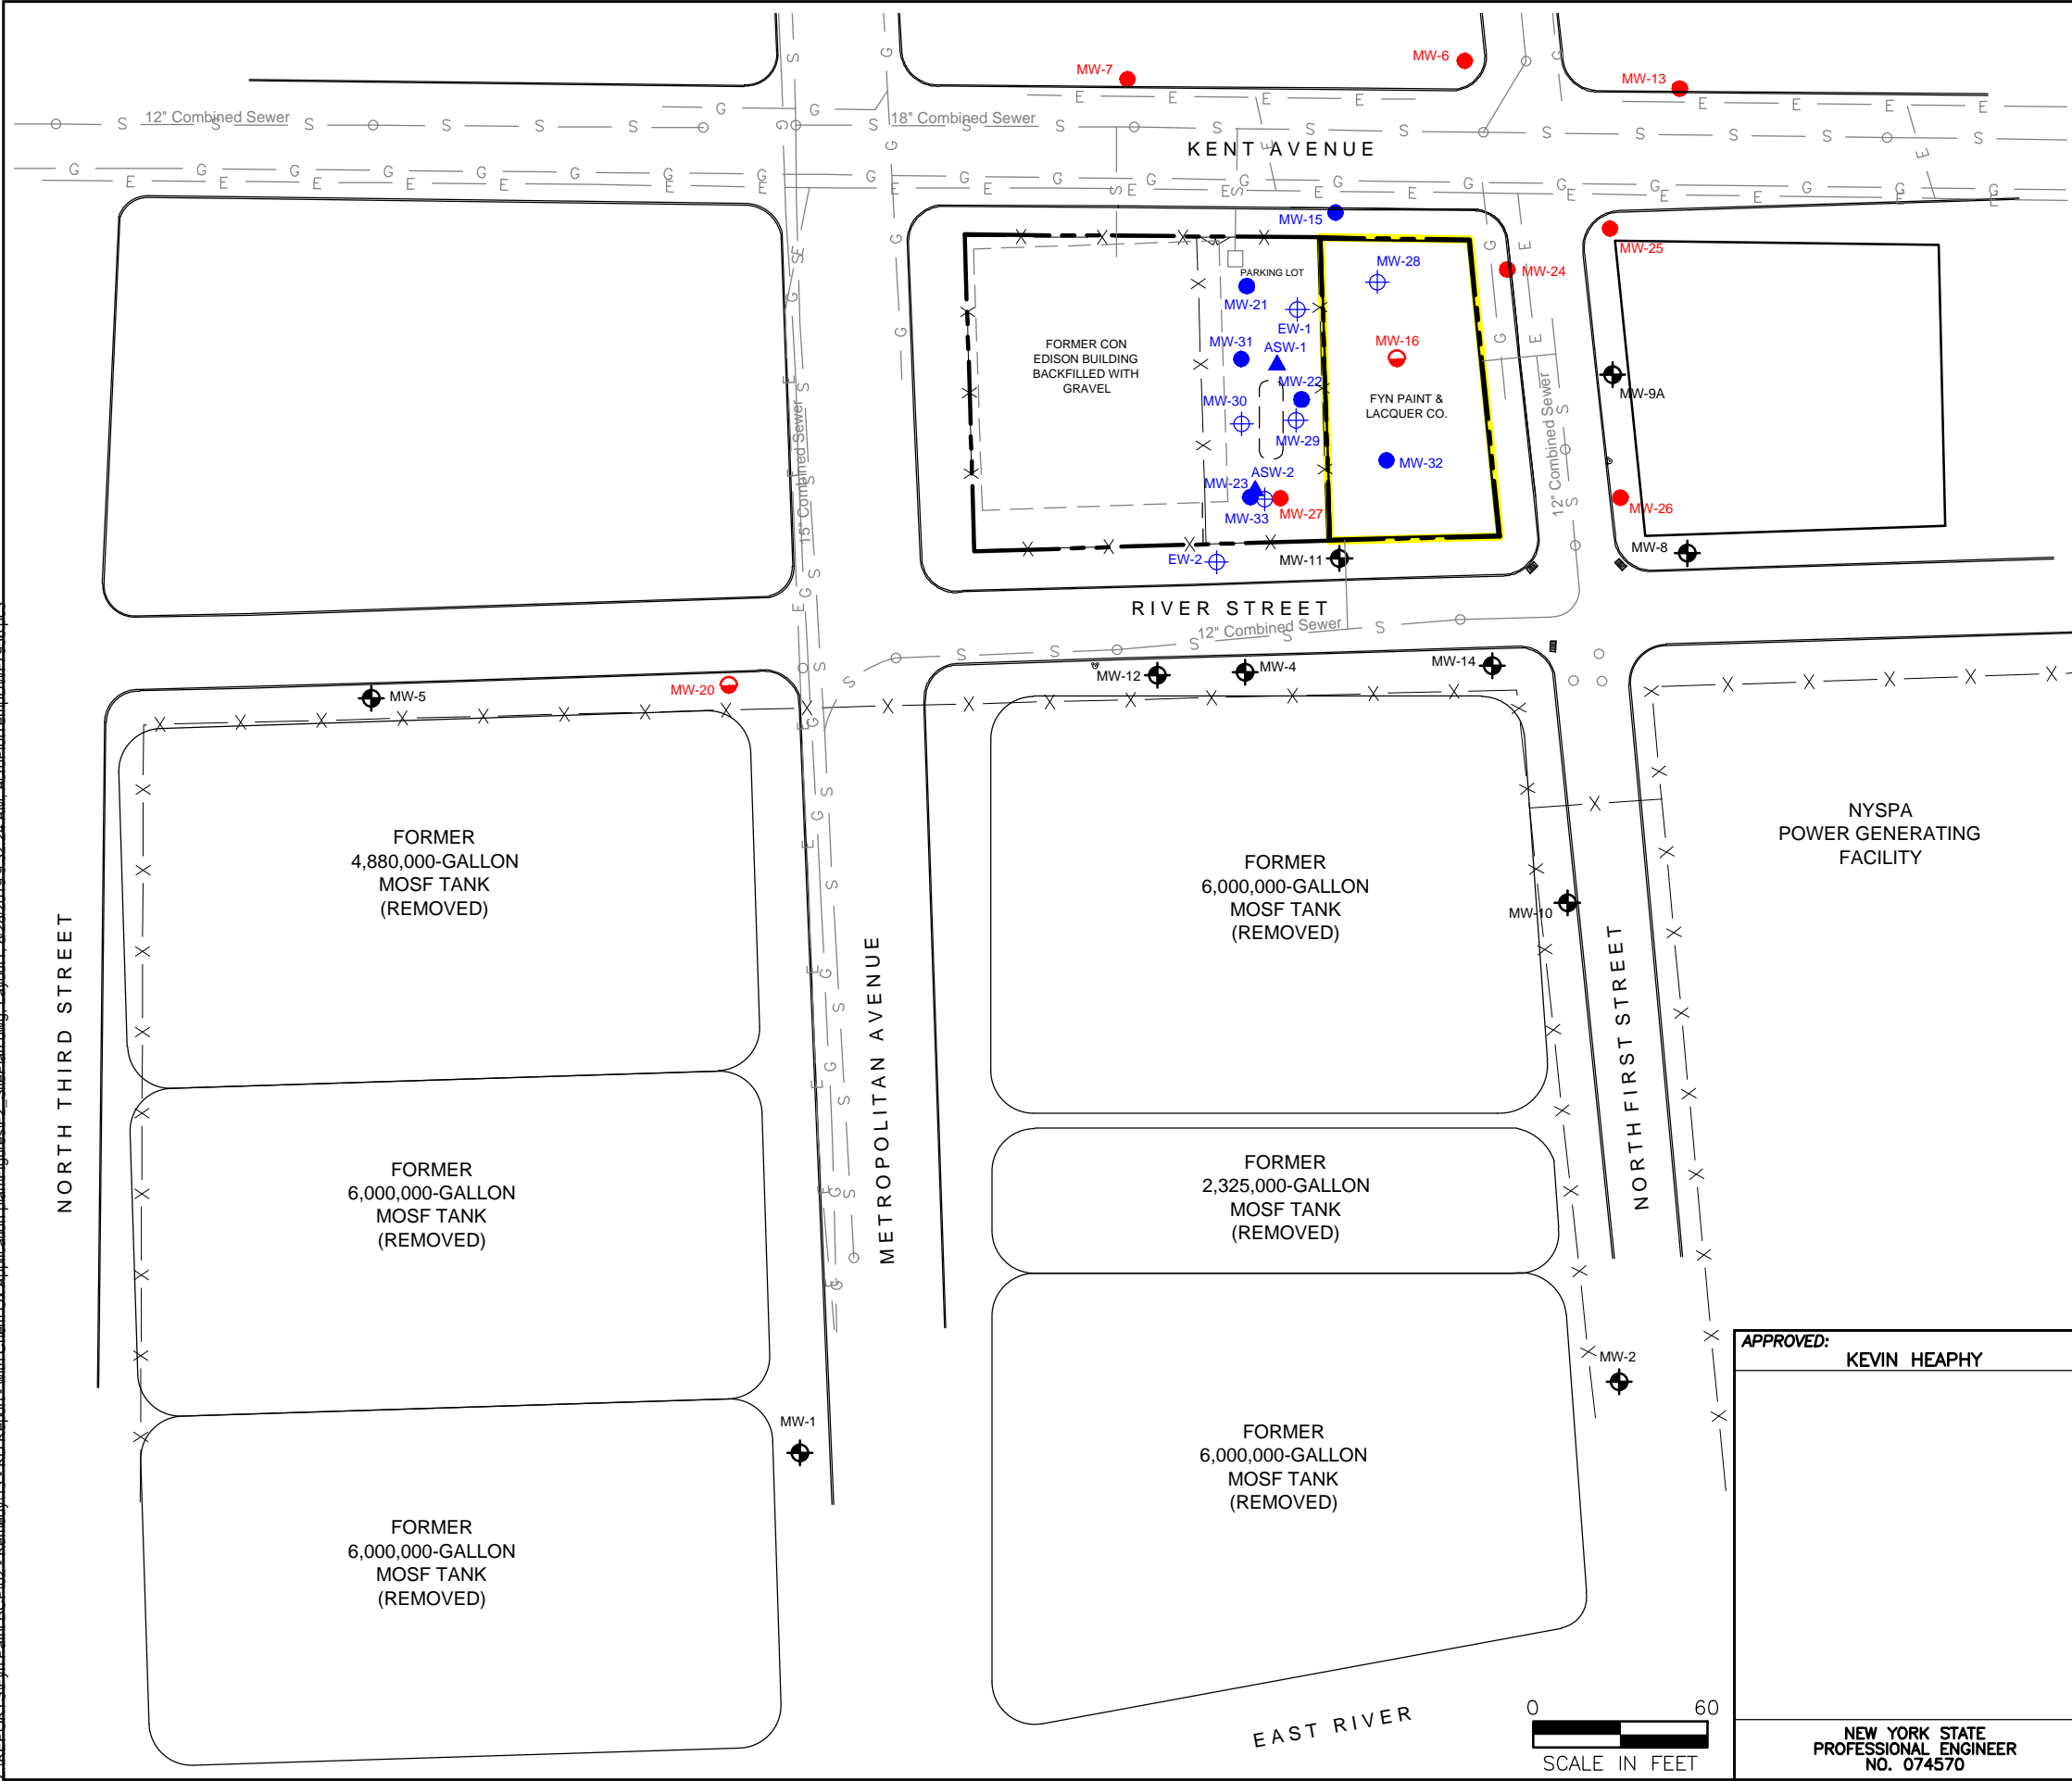 MW-7
MW-6
MW-13
12" Combined Sewer
18" Combined Sewer
KENT AVENUE
MW-15
MW-25
MW-28
MW-24
PARKING LOT
MW-21
EW-1
MW-31
ASW-1
MW-16
FORMER CON
EDISON BUILDING
BACKFILLED WITH
GRAVEL
MW-22
MW-9A
MW-30
FYN PAINT &
LACQUER CO.
MW-29
MW-32
15" Combined Sewer
12" Combined Sewer
ASW-2
MW-23
MW-33
MW-27
MW-26
MW-8
EW-2
MW-11
RIVER STREET
12" Combined Sewer
MW-5
MW-20
MW-12
MW-4
MW-14
FORMER
4,880,000-GALLON
MOSF TANK
(REMOVED)
FORMER
6,000,000-GALLON
MOSF TANK
(REMOVED)
NYSPA
POWER GENERATING
FACILITY
MW-10
NORTH THIRD STREET
METROPOLITAN AVENUE
NORTH FIRST STREET
FORMER
6,000,000-GALLON
MOSF TANK
(REMOVED)
FORMER
2,325,000-GALLON
MOSF TANK
(REMOVED)
MW-1
MW-2
FORMER
6,000,000-GALLON
MOSF TANK
(REMOVED)
FORMER
6,000,000-GALLON
MOSF TANK
(REMOVED)
EAST RIVER
0 60
SCALE IN FEET
APPROVED:
KEVIN HEAPHY
NEW YORK STATE
PROFESSIONAL ENGINEER
NO. 074570